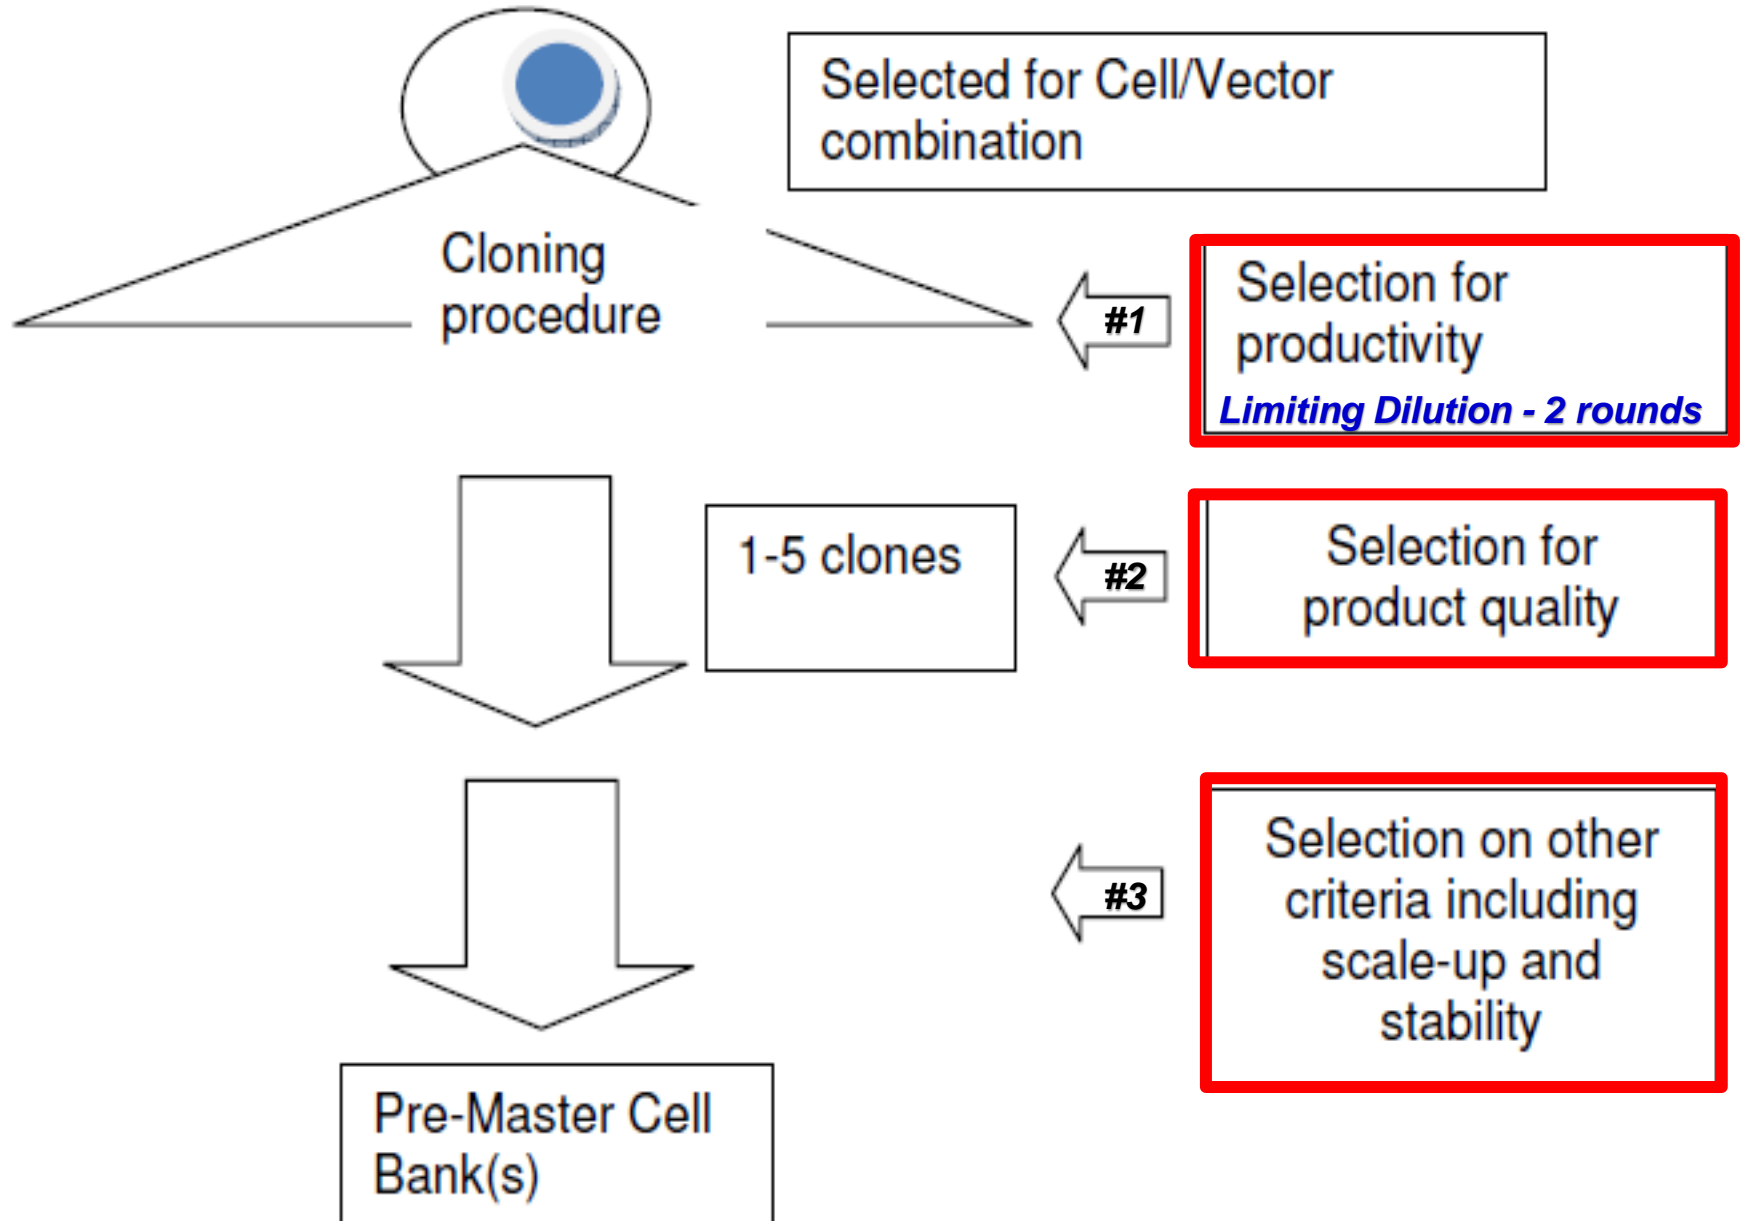 Selected for Cell/Vector
combination
Cloning
procedure
#1
Selection for
productivity
Limiting Dilution - 2 rounds
1-5 clones
#2
Selection for
product quality
#3
Selection on other
criteria including
scale-up and
stability
Pre-Master Cell
Bank(s)